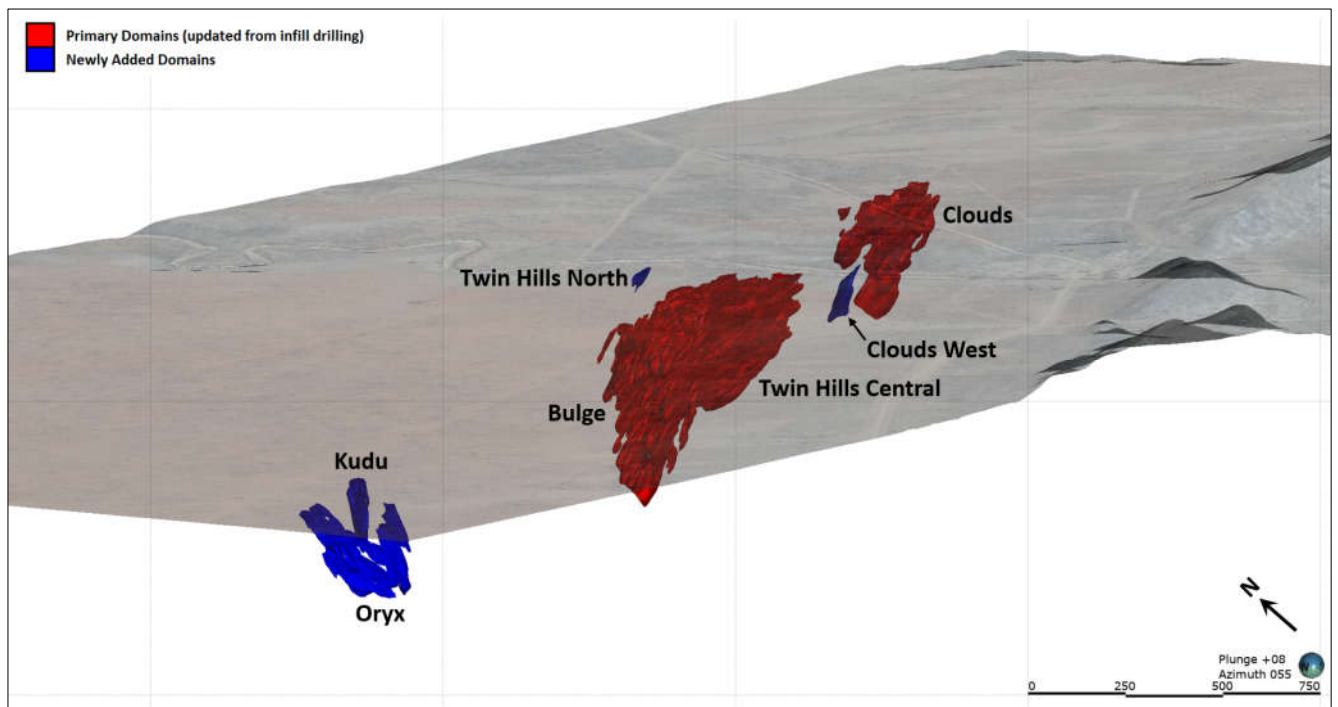 Primary Domains (updated from infill drilling)
Newly Added Domains
Clouds
Twin Hills North
Clouds West
Twin Hills Central
Bulge
Kudu
Oryx
N
Plunge +08
Azimuth 055
0 250 500 750